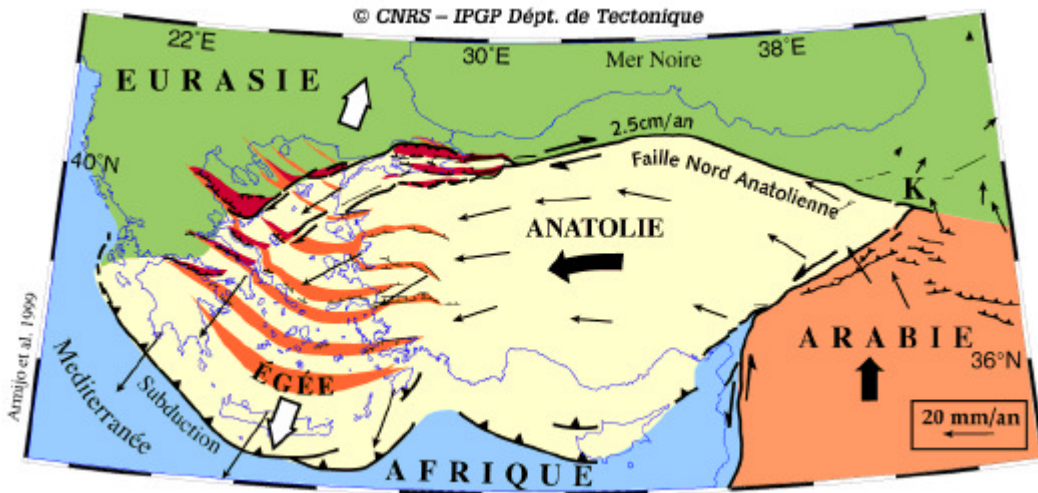 © CNRS – IPGP Dépt. de Tectonique
22°E
30°E
38°E
Mer Noire
EURASIE
2.5cm/an
40°N
Faille Nord Anatolienne
K
ANATOLIE
ARABIE
36°N
Armijo et al. 1999
Mediterranée
Subduction
ÉGÉE
20 mm/an
AFRIQUE